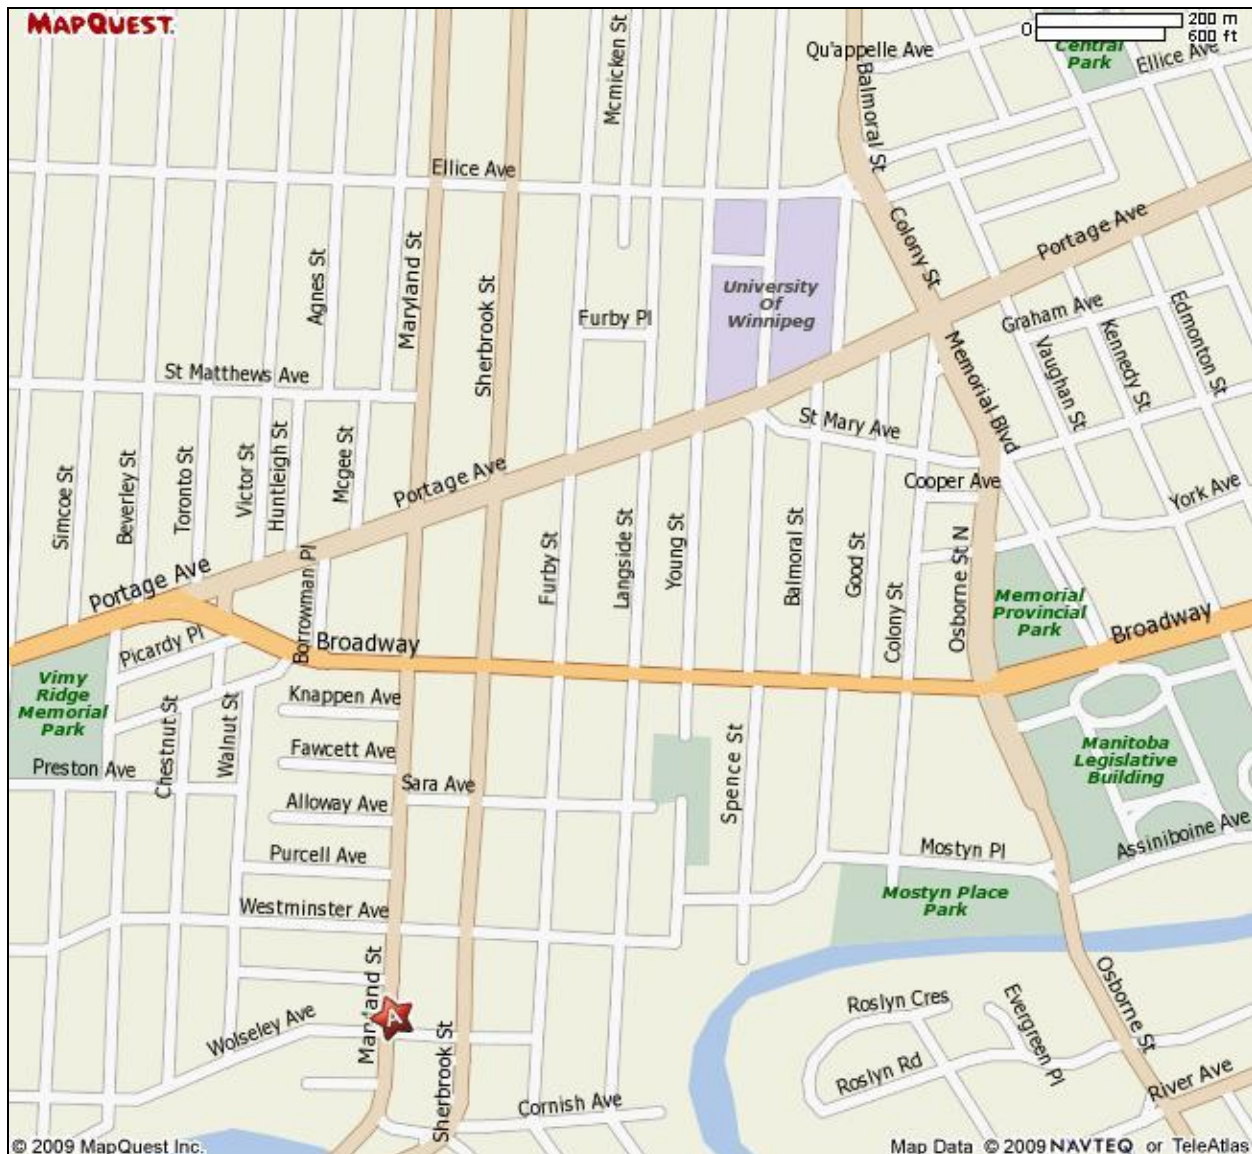 MAPQUEST.
0
200 m
600 ft
Qu'appelle Ave
Central
Park
Ellice Ave
Mcmicken St
Balmoral St
Ellice Ave
Colony St
Portage Ave
Maryland St
Agnes St
Sherbrook St
University
Of
Winnipeg
Furby Pl
Graham Ave
Edmonton St
Kennedy St
Vaughan St
Memorial Blvd
St Matthews Ave
St Mary Ave
Simcoe St
Beverley St
Toronto St
Victor St
Huntleigh St
Mcgee St
Portage Ave
Cooper Ave
York Ave
Furby St
Langside St
Young St
Balmoral St
Good St
Colony St
Osborne St N
Portage Ave
Borrowman Pl
Memorial
Provincial
Park
Broadway
Picardy Pl
Broadway
Vimy
Ridge
Memorial
Park
Knappen Ave
Chestnut St
Walnut St
Fawcett Ave
Spence St
Manitoba
Legislative
Building
Preston Ave
Sara Ave
Alloway Ave
Assiniboine Ave
Purcell Ave
Mostyn Pl
Westminster Ave
Mostyn Place
Park
Maryland St
A
Wolseley Ave
Sherbrook St
Roslyn Cres
Evergreen Pl
Osborne St
Roslyn Rd
River Ave
Cornish Ave
© 2009 MapQuest Inc.
Map Data © 2009 NAVTEQ or TeleAtlas